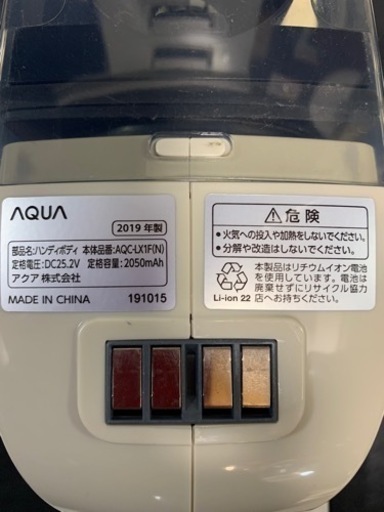 AQUA
2019 年製
部品名:ハンディボディ 本体品番:AQC-LX1F(N)
定格電圧:DC25.2V 定格容量:2050mAh
アクア 株式会社
MADE IN CHINA 191015
⚠危険
●火気への投入や加熱をしないでください。
●分解や改造はしないでください。
本製品はリチウムイオン電池
を使用しています。電池は
廃棄せずにリサイクル協力
店へお持ちください。
Li-ion 22